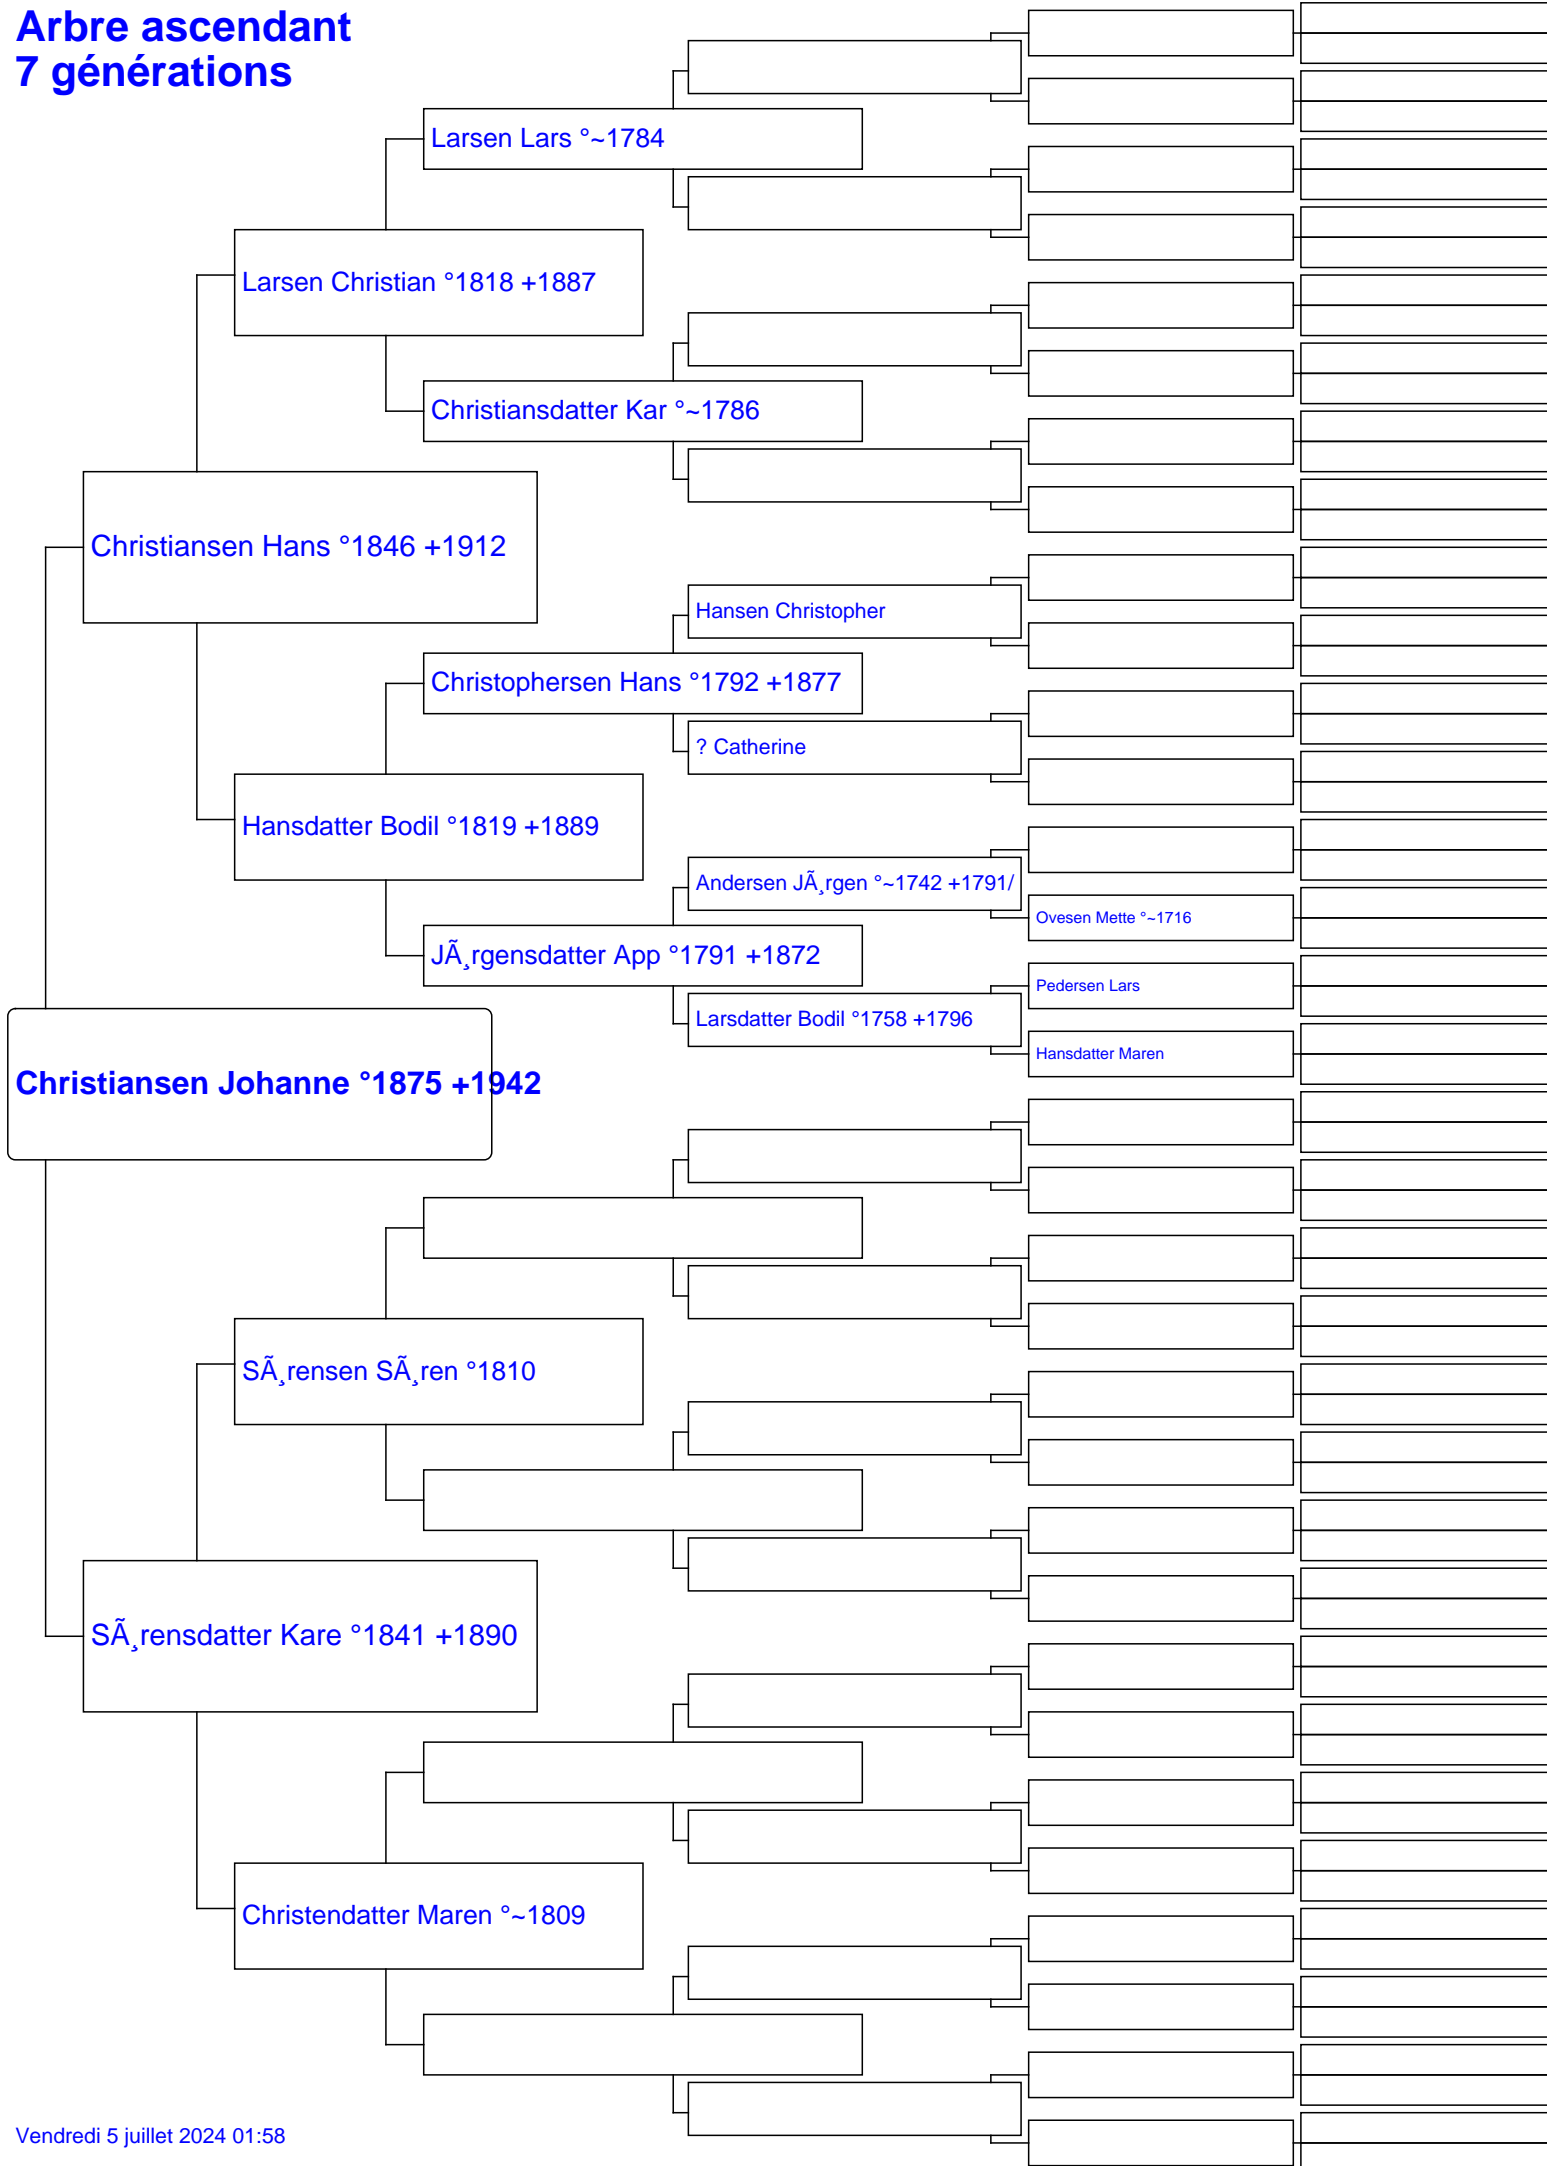 Arbre ascendant
7 générations
Larsen Lars °~1784
Larsen Christian °1818 +1887
Christiansdatter Kar °~1786
Christiansen Hans °1846 +1912
Hansen Christopher
Christophersen Hans °1792 +1877
? Catherine
Hansdatter Bodil °1819 +1889
Andersen JÃ¸rgen °~1742 +1791/
Ovesen Mette °~1716
JÃ¸rgensdatter App °1791 +1872
Pedersen Lars
Larsdatter Bodil °1758 +1796
Hansdatter Maren
Christiansen Johanne °1875 +1942
SÃ¸rensen SÃ¸ren °1810
SÃ¸rensdatter Kare °1841 +1890
Christendatter Maren °~1809
Vendredi 5 juillet 2024 01:58